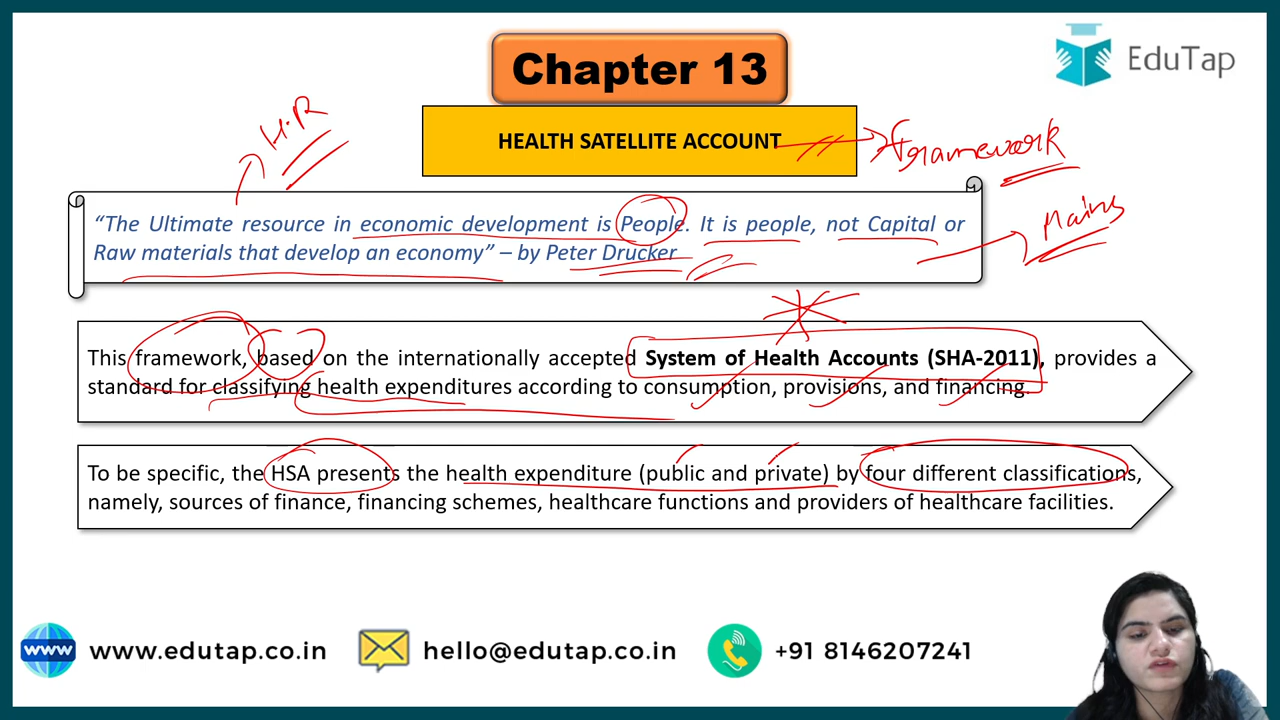 Chapter 13
EduTap
HEALTH SATELLITE ACCOUNT
H·R
framework
“The Ultimate resource in economic development is People. It is people, not Capital or
Raw materials that develop an economy” – by Peter Drucker
Mains
This framework, based on the internationally accepted System of Health Accounts (SHA-2011), provides a
standard for classifying health expenditures according to consumption, provisions, and financing.
To be specific, the HSA presents the health expenditure (public and private) by four different classifications,
namely, sources of finance, financing schemes, healthcare functions and providers of healthcare facilities.
www www.edutap.co.in hello@edutap.co.in +91 8146207241